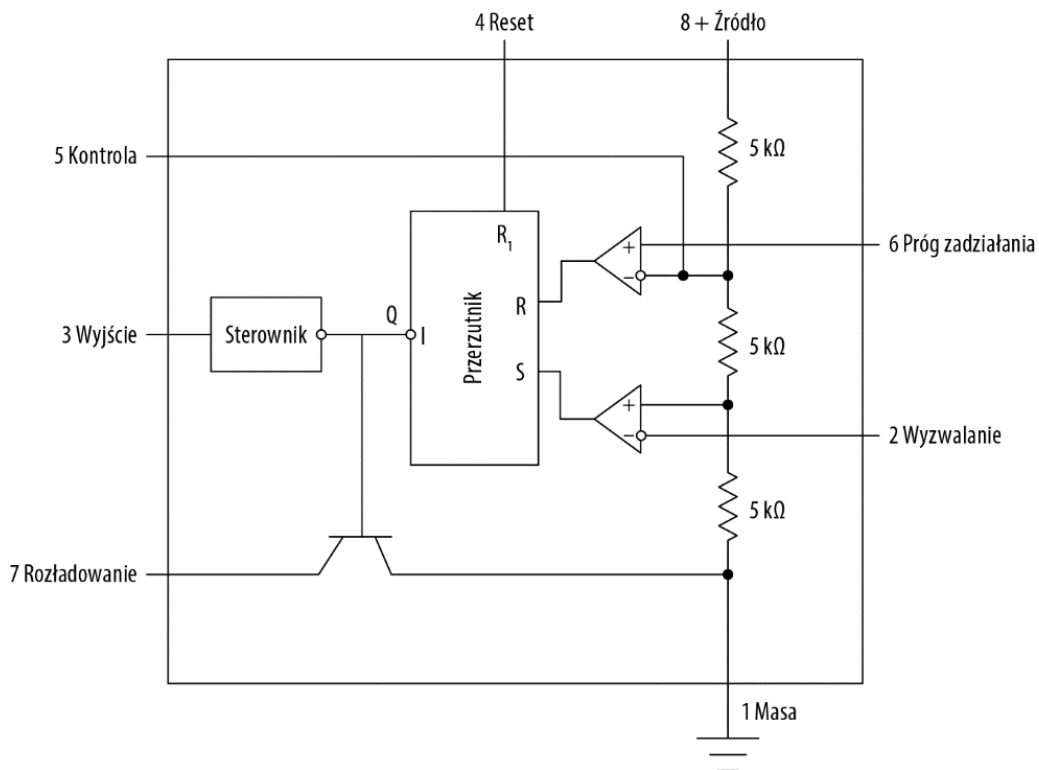 4 Reset
8 + Źródło
5 kΩ
5 Kontrola
R1
+
6 Próg zadziałania
–
R
Q
3 Wyjście
Sterownik
I
Przerzutnik
5 kΩ
S
+
–
2 Wyzwalanie
5 kΩ
7 Rozładowanie
1 Masa